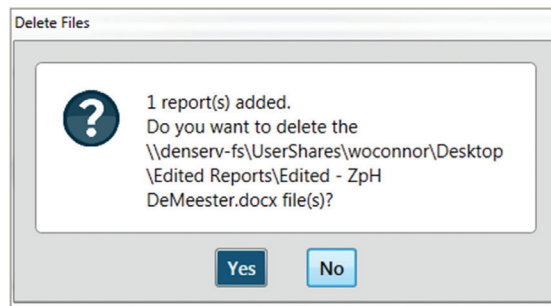 Delete Files
1 report(s) added.
Do you want to delete the
\\denserv-fs\UserShares\woconnor\Desktop
\Edited Reports\Edited - ZpH
DeMeester.docx file(s)?
Yes
No